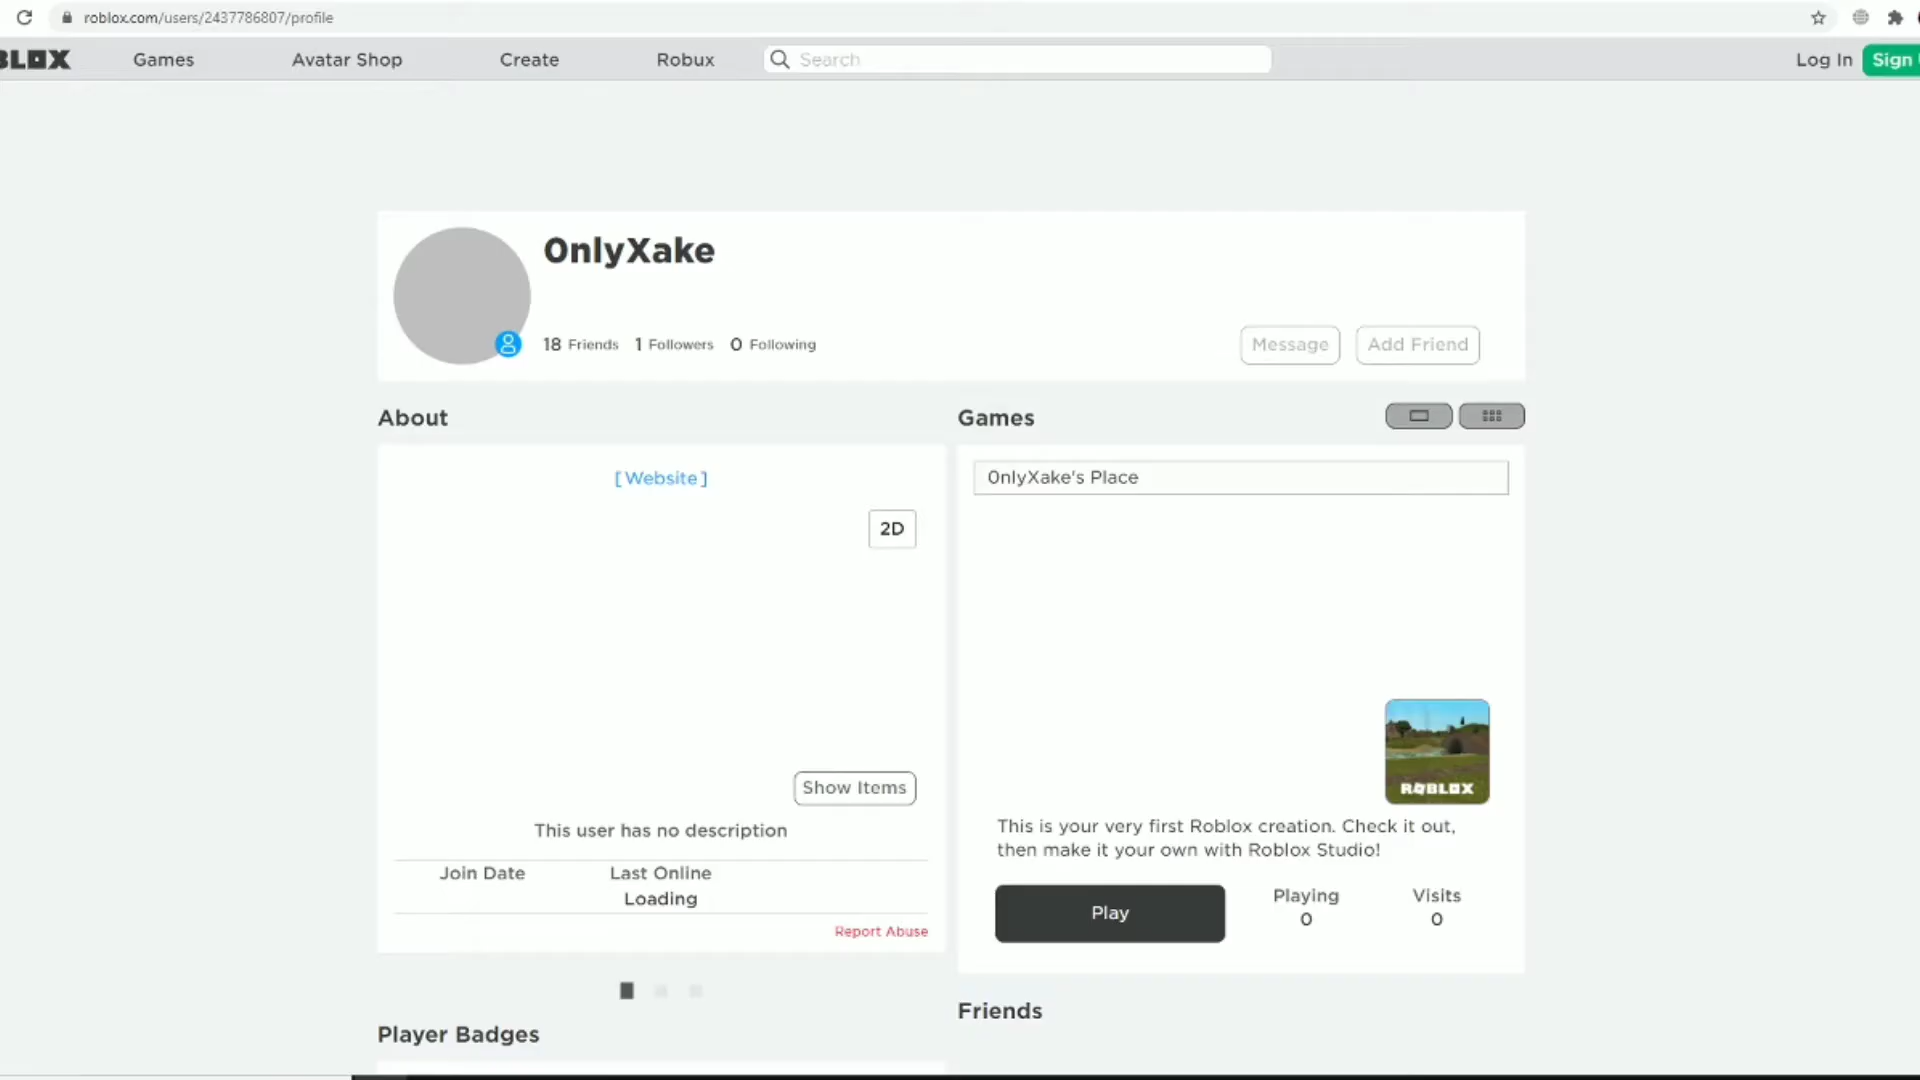 roblox.com/users/2437786807/profile
BLOX Games Avatar Shop Create Robux Search Log In Sign
0nlyXake
18 Friends 1 Followers 0 Following Message Add Friend
About
[Website]
2D
Show Items
This user has no description
Join Date Last Online
Loading
Report Abuse
Player Badges
Games
0nlyXake's Place
ROBLOX
This is your very first Roblox creation. Check it out,
then make it your own with Roblox Studio!
Play Playing Visits
0 0
Friends